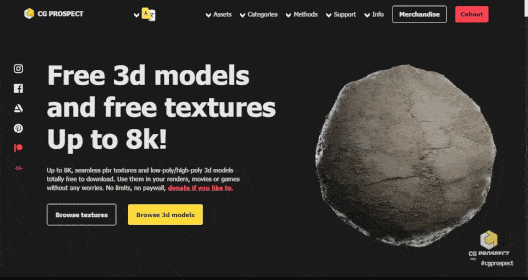 CG PROSPECT
Assets
Categories
Methods
Support
Info
Merchandise
Free 3d models
and free textures
Up to 8k!
Up to 8K, seamless pbr textures and low-poly/high-poly 3d models
totally free to download. Use them in your renders, movies or games
without any worries. No limits, no paywall, donate if you like to.
Browse textures
Browse 3d models
CG PROSPECT
#cgprospect